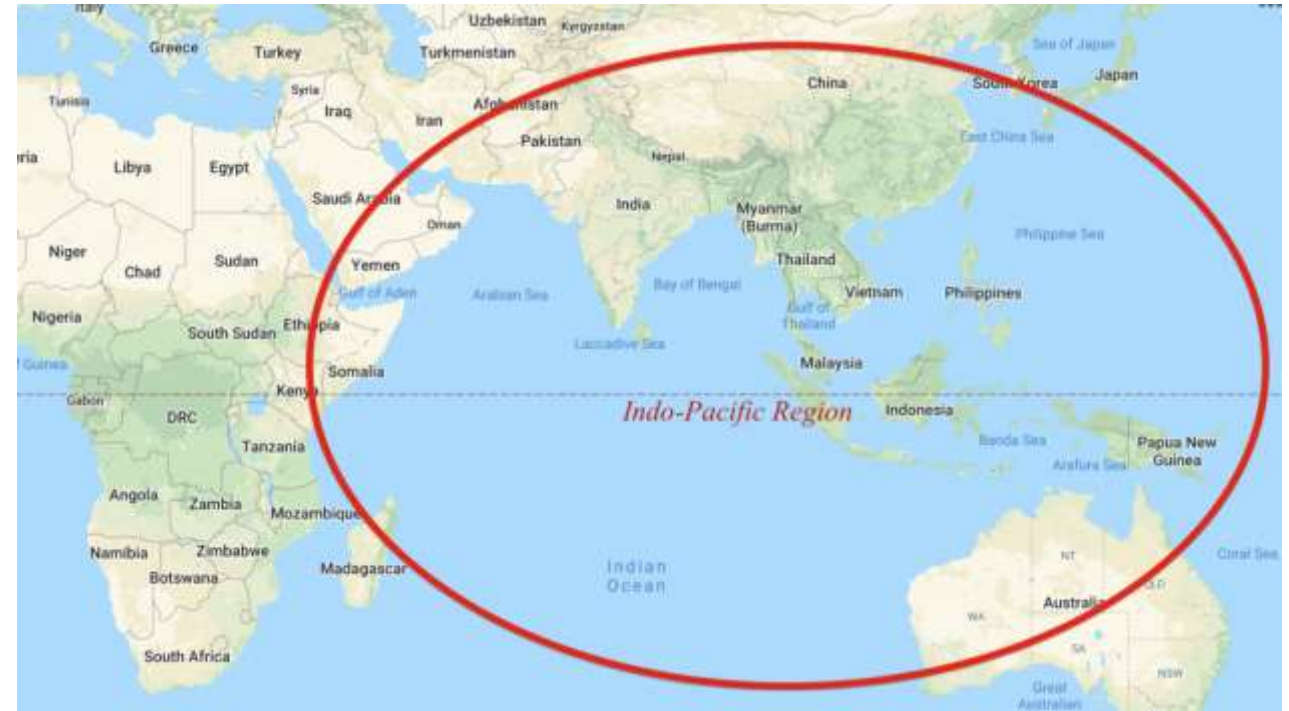 Italy
Uzbekistan
Kyrgyzstan
Greece
Turkey
Turkmenistan
Sea of Japan
Syria
Afghanistan
China
South Korea
Japan
Tunisia
Iraq
Iran
Pakistan
East China Sea
ria
Libya
Egypt
Nepal
Saudi Arabia
India
Myanmar
(Burma)
Oman
Niger
Chad
Sudan
Yemen
Thailand
Philippine Sea
Gulf of Aden
Arabian Sea
Bay of Bengal
Vietnam
Philippines
Nigeria
South Sudan
Ethiopia
Gulf of
Thailand
Laccadive Sea
f Guinea
Somalia
Malaysia
Gabon
Kenya
DRC
Indo-Pacific Region
Indonesia
Tanzania
Banda Sea
Papua New
Guinea
Arafura Sea
Angola
Zambia
Mozambique
Namibia
Zimbabwe
Botswana
Madagascar
Indian
Ocean
NT
Coral Sea
QLD
Australia
WA
SA
South Africa
NSW
Great
Australian